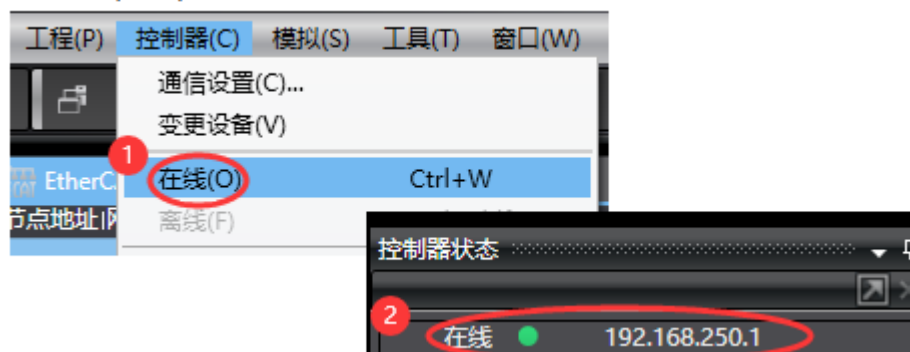 工程(P) 控制器(C) 模拟(S) 工具(T) 窗口(W)
通信设置(C)...
变更设备(V)
1
EtherC
在线(O) Ctrl+W
节点地址
离线(F)
控制器状态
2
在线 192.168.250.1